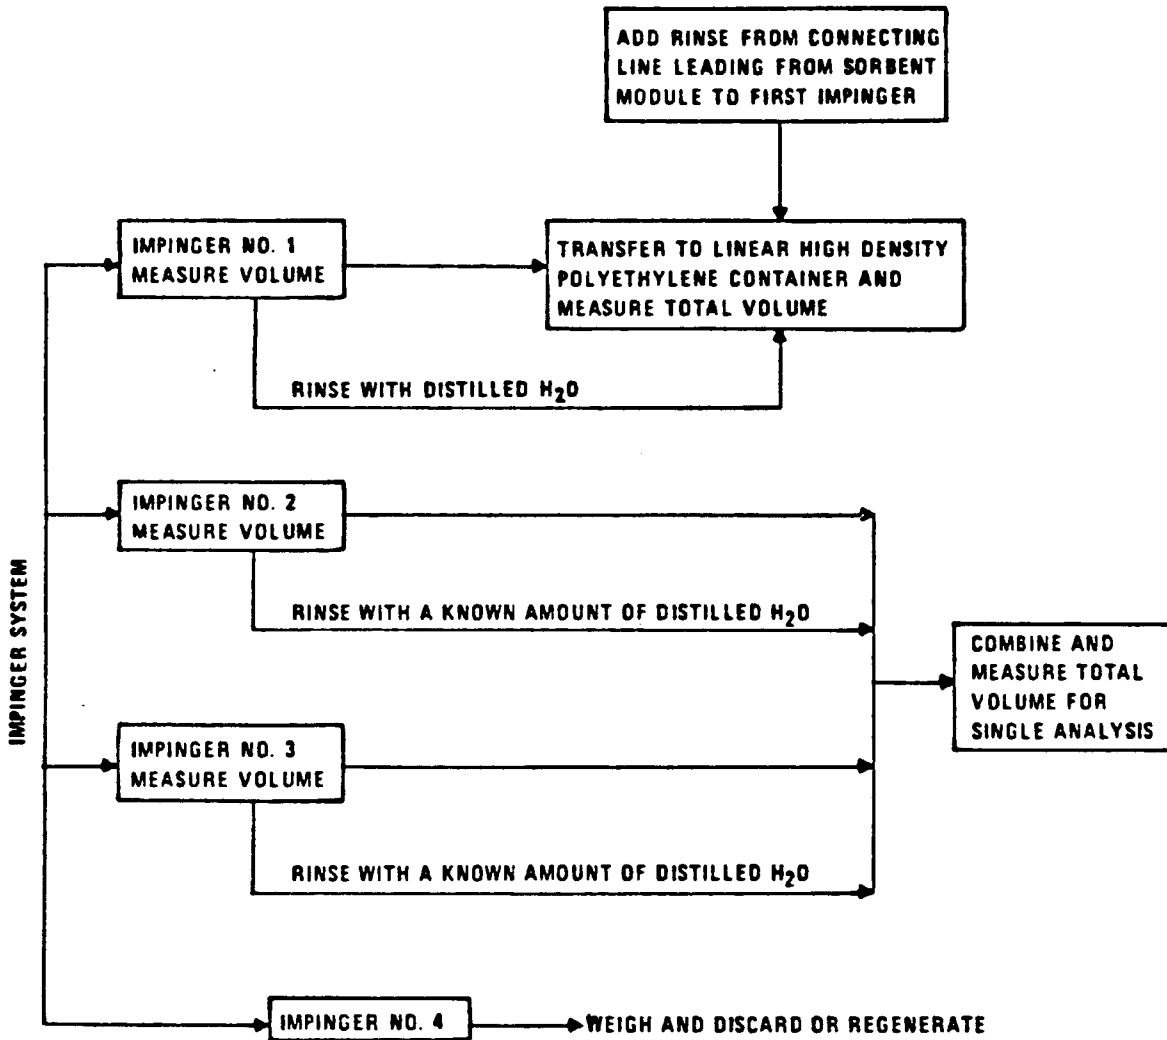 ADD RINSE FROM CONNECTING
LINE LEADING FROM SORBENT
MODULE TO FIRST IMPINGER
IMPINGER NO. 1
MEASURE VOLUME
TRANSFER TO LINEAR HIGH DENSITY
POLYETHYLENE CONTAINER AND
MEASURE TOTAL VOLUME
RINSE WITH DISTILLED H₂O
IMPINGER NO. 2
MEASURE VOLUME
RINSE WITH A KNOWN AMOUNT OF DISTILLED H₂O
IMPINGER SYSTEM
COMBINE AND
MEASURE TOTAL
VOLUME FOR
SINGLE ANALYSIS
IMPINGER NO. 3
MEASURE VOLUME
RINSE WITH A KNOWN AMOUNT OF DISTILLED H₂O
IMPINGER NO. 4
WEIGH AND DISCARD OR REGENERATE